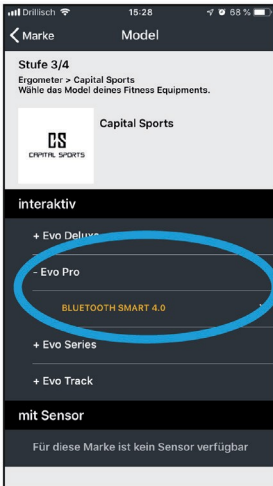 Drillisch 15:28 68 %
Marke Model
Stufe 3/4
Ergometer > Capital Sports
Wähle das Model deines Fitness Equipments.
CS
CAPITAL SPORTS
Capital Sports
interaktiv
+ Evo Deluxe
- Evo Pro
BLUETOOTH SMART 4.0
+ Evo Series
+ Evo Track
mit Sensor
Für diese Marke ist kein Sensor verfügbar